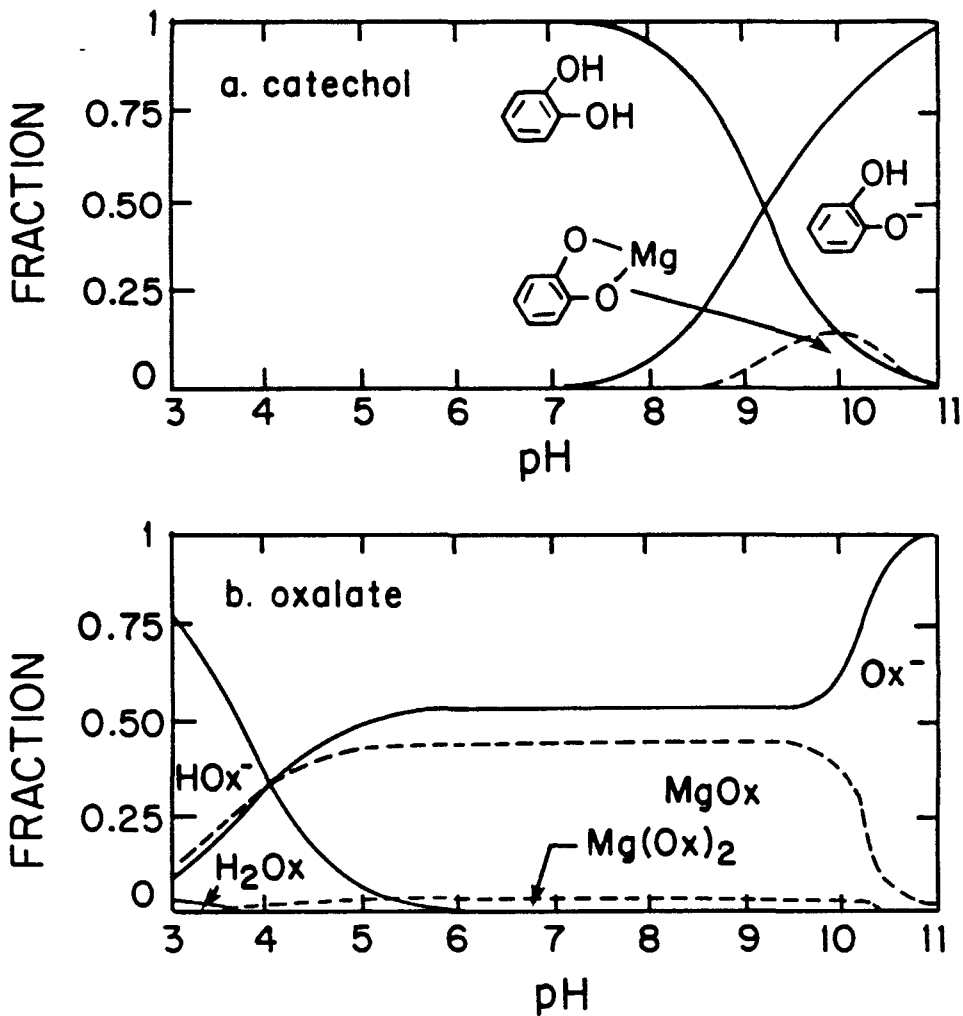 FRACTION
1
0.75
0.50
0.25
0
a. catechol
OH
OH
OH
O⁻
O
Mg
O
3 4 5 6 7 8 9 10 11
pH
FRACTION
1
0.75
0.50
0.25
0
b. oxalate
Ox⁻
HOx⁻
MgOx
H₂Ox
Mg(Ox)₂
3 4 5 6 7 8 9 10 11
pH